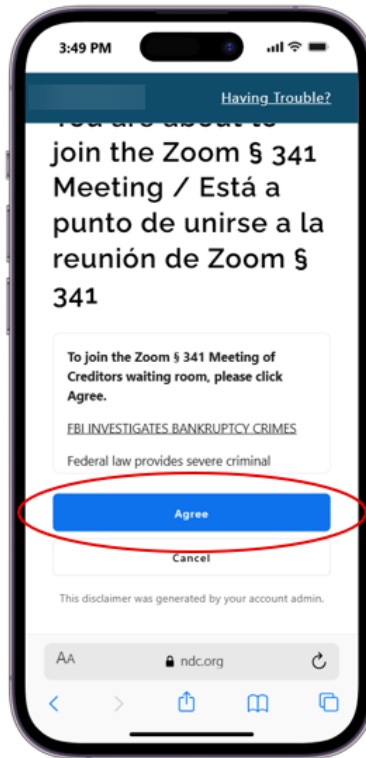 3:49 PM
Having Trouble?
You are about to
join the Zoom § 341
Meeting / Está a
punto de unirse a la
reunión de Zoom §
341
To join the Zoom § 341 Meeting of
Creditors waiting room, please click
Agree.
FBI INVESTIGATES BANKRUPTCY CRIMES
Federal law provides severe criminal
Agree
Cancel
This disclaimer was generated by your account admin.
AA
ndc.org